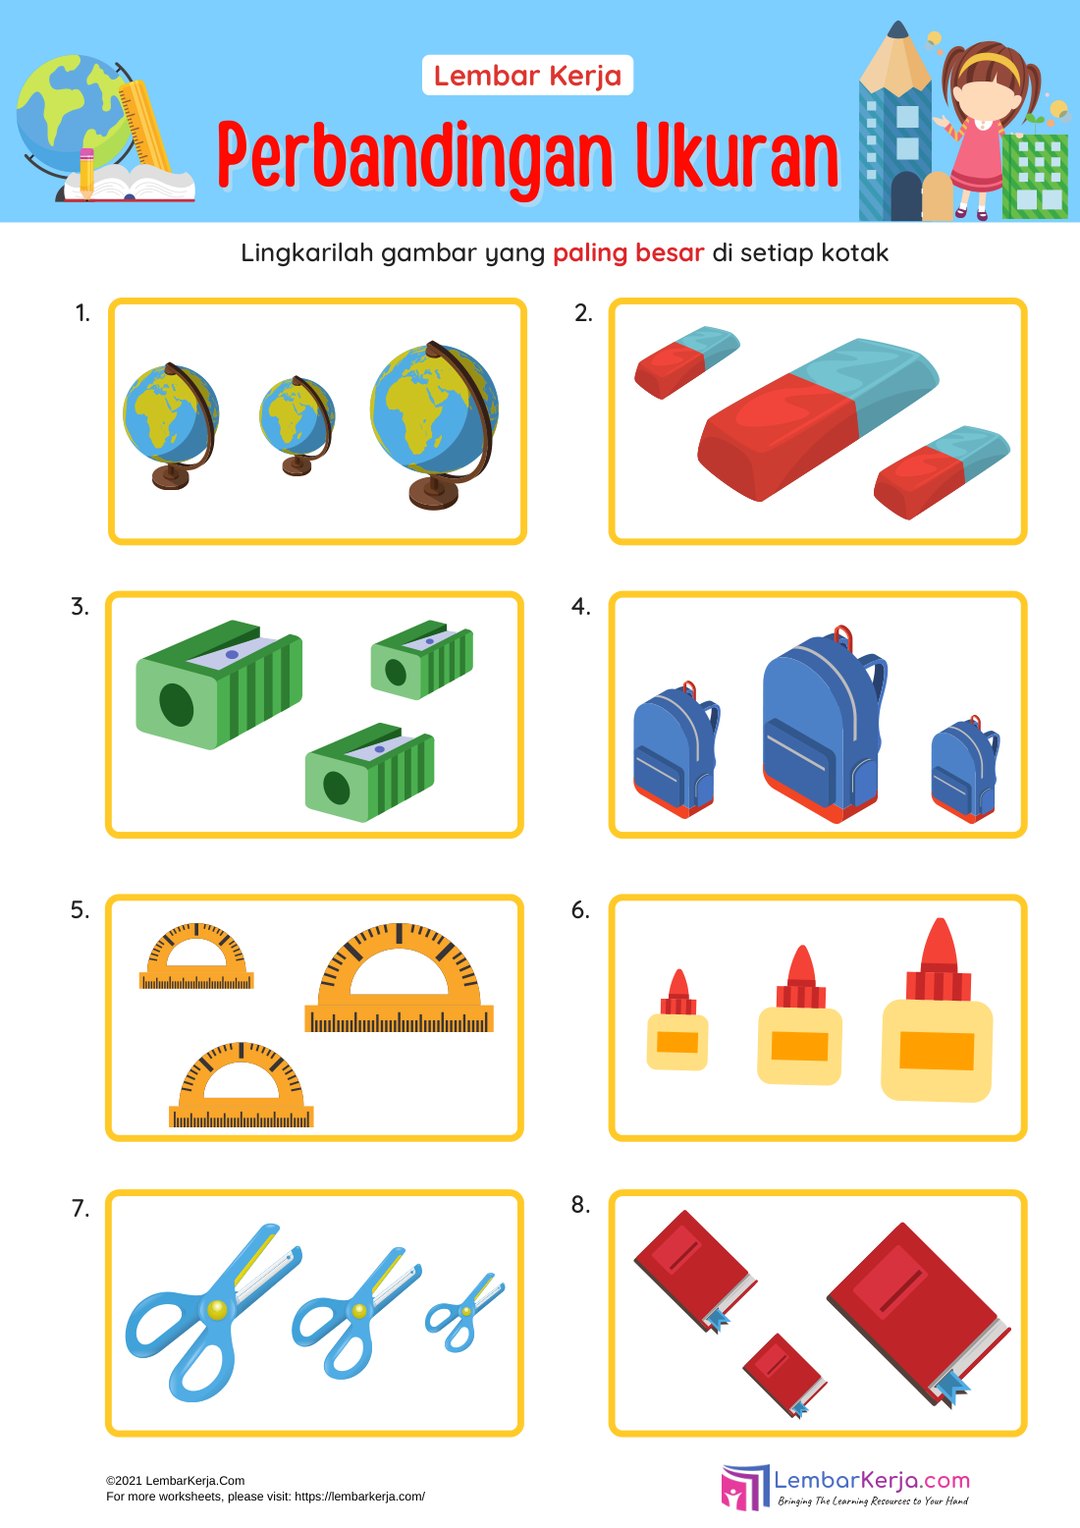 Lembar Kerja
Perbandingan Ukuran
Lingkarilah gambar yang paling besar di setiap kotak
1.
2.
3.
4.
5.
6.
7.
8.
©2021 LembarKerja.Com
For more worksheets, please visit: https://lembarkerja.com/
LembarKerja.com
Bringing The Learning Resources to Your Hand